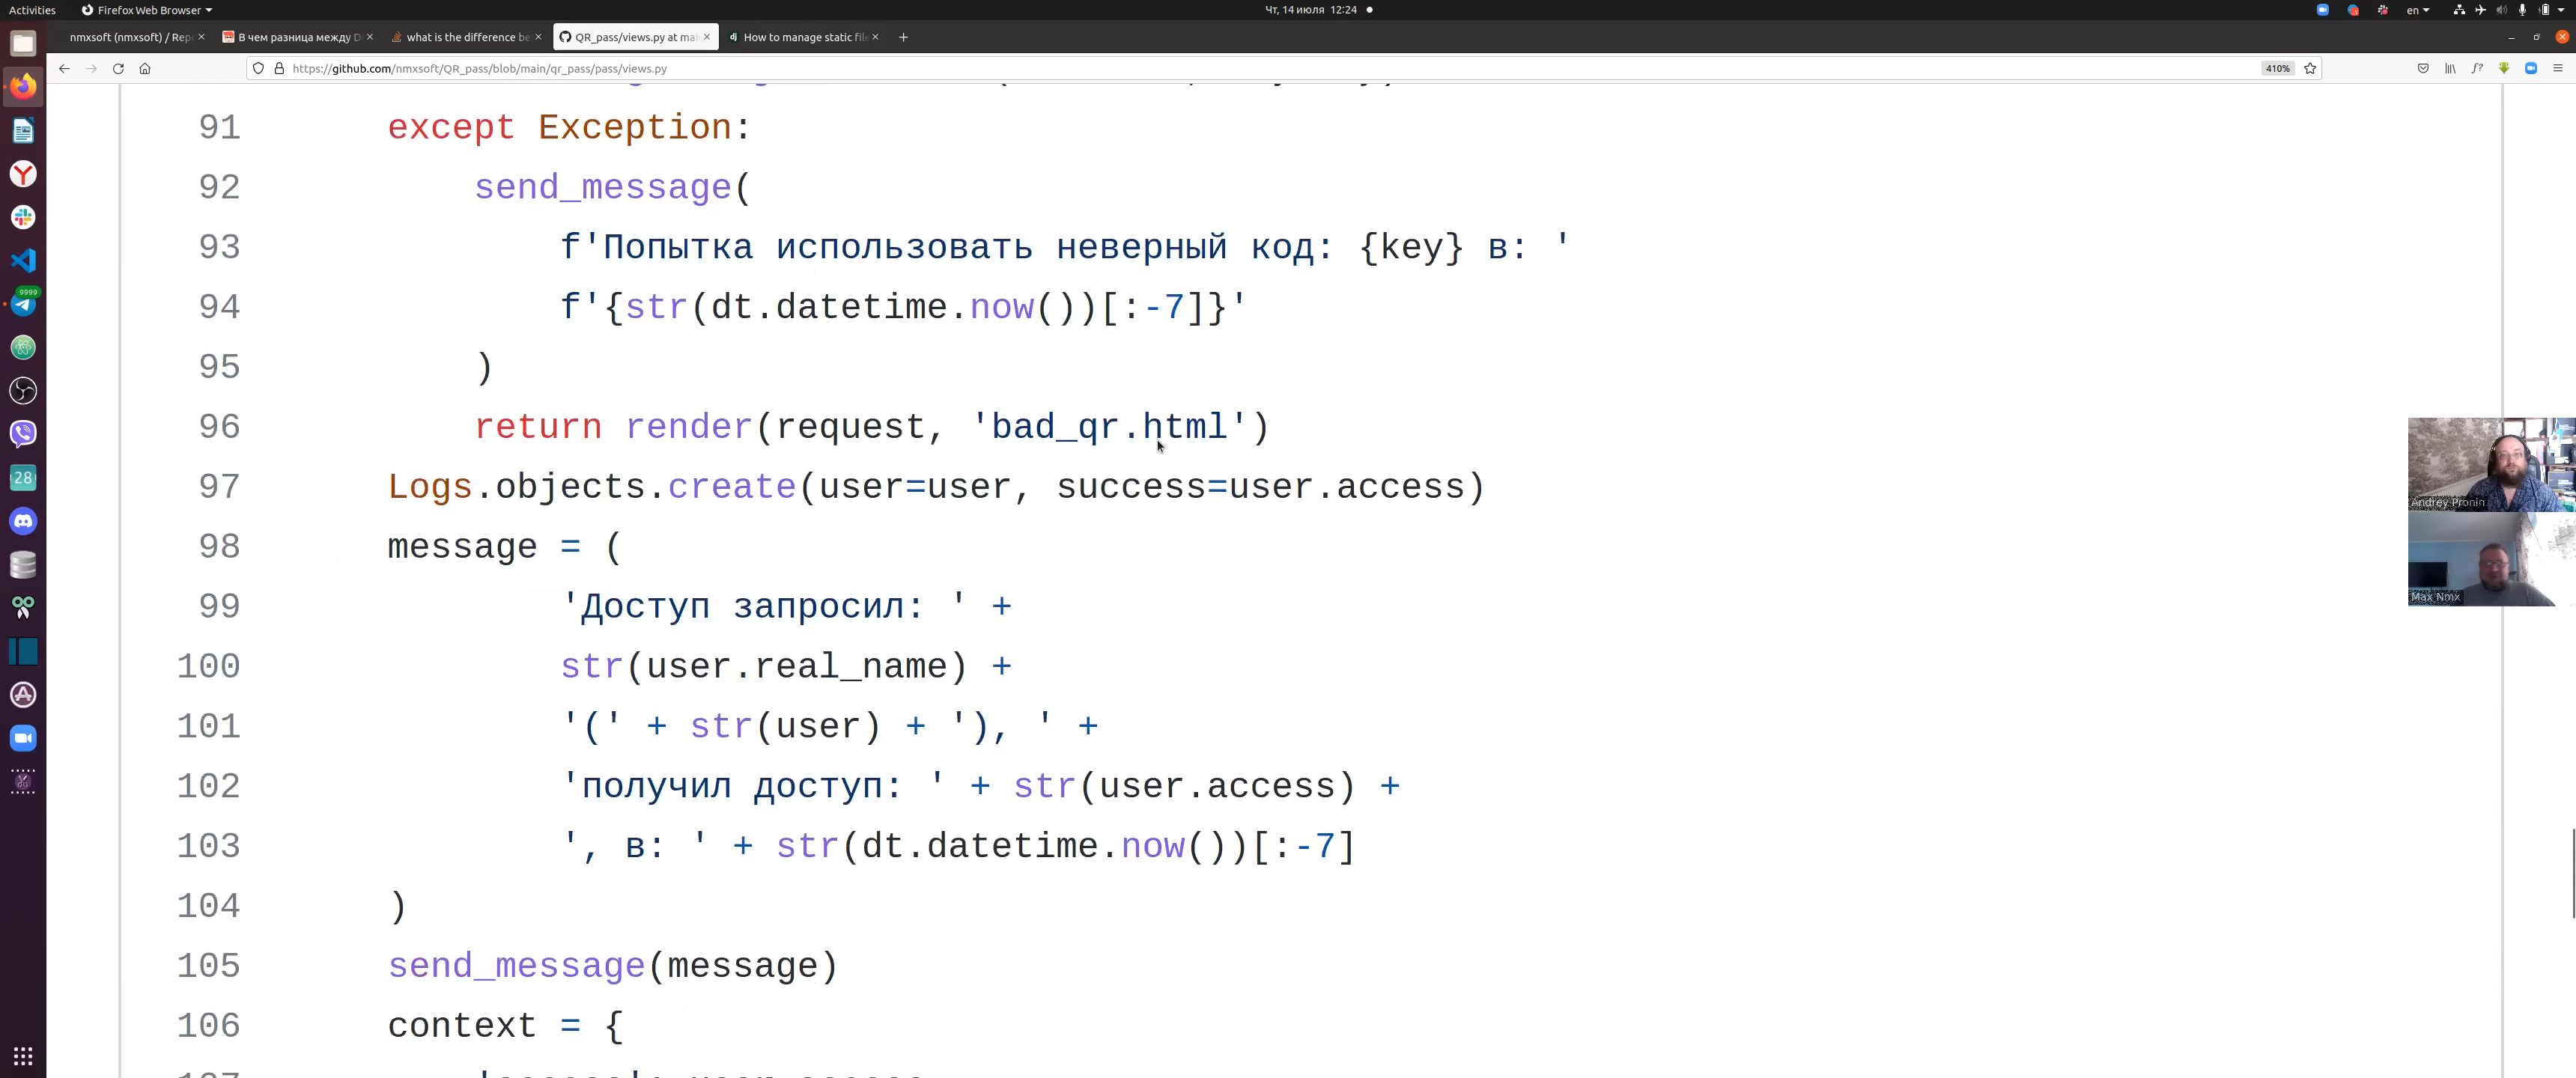 Activities
Firefox Web Browser
Чт, 14 июля 12:24
en
nmxsoft (nmxsoft) / Repo
В чем разница между D
what is the difference be
QR_pass/views.py at mai
How to manage static file
https://github.com/nmxsoft/QR_pass/blob/main/qr_pass/pass/views.py
410%
91 except Exception:
92 send_message(
93 f'Попытка использовать неверный код: {key} в: '
94 f'{str(dt.datetime.now())[:-7]}'
95 )
96 return render(request, 'bad_qr.html')
97 Logs.objects.create(user=user, success=user.access)
98 message = (
99 'Доступ запросил: ' +
100 str(user.real_name) +
101 '(' + str(user) + '), ' +
102 'получил доступ: ' + str(user.access) +
103 ', в: ' + str(dt.datetime.now())[:-7]
104 )
105 send_message(message)
106 context = {
9999
28
Andrey Pronin
Max Nmx